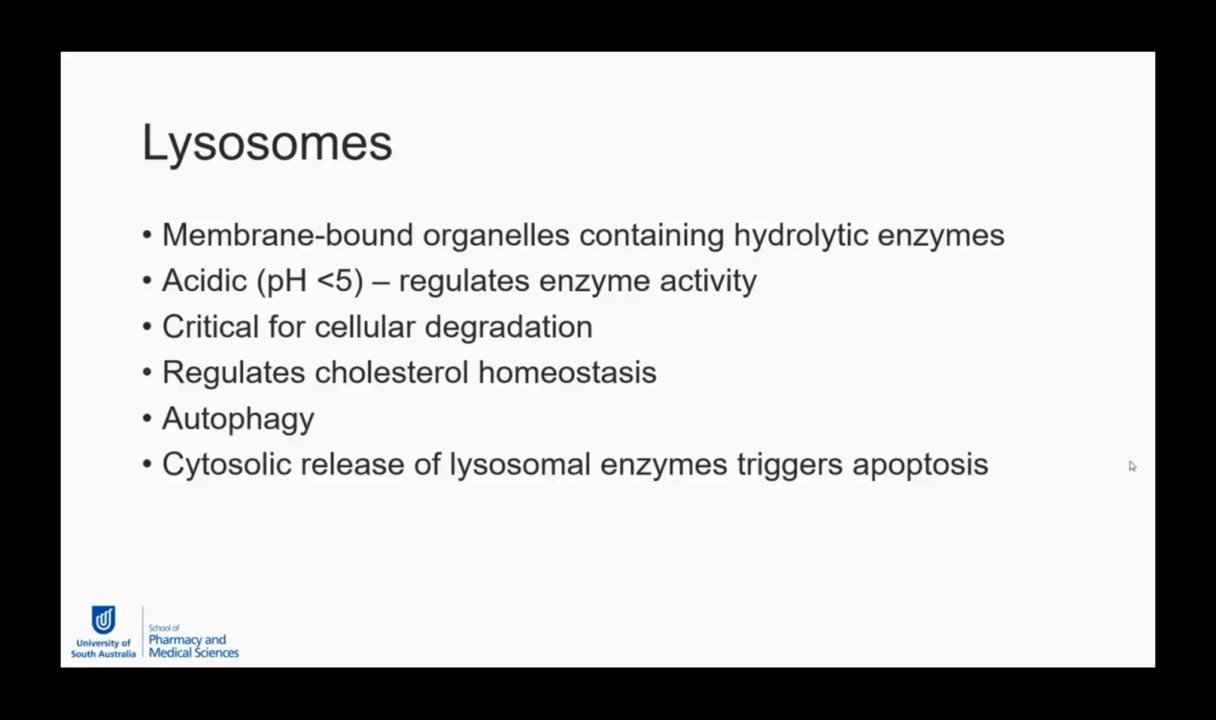 Lysosomes
• Membrane-bound organelles containing hydrolytic enzymes
• Acidic (pH <5) – regulates enzyme activity
• Critical for cellular degradation
• Regulates cholesterol homeostasis
• Autophagy
• Cytosolic release of lysosomal enzymes triggers apoptosis
University of
South Australia
School of
Pharmacy and
Medical Sciences